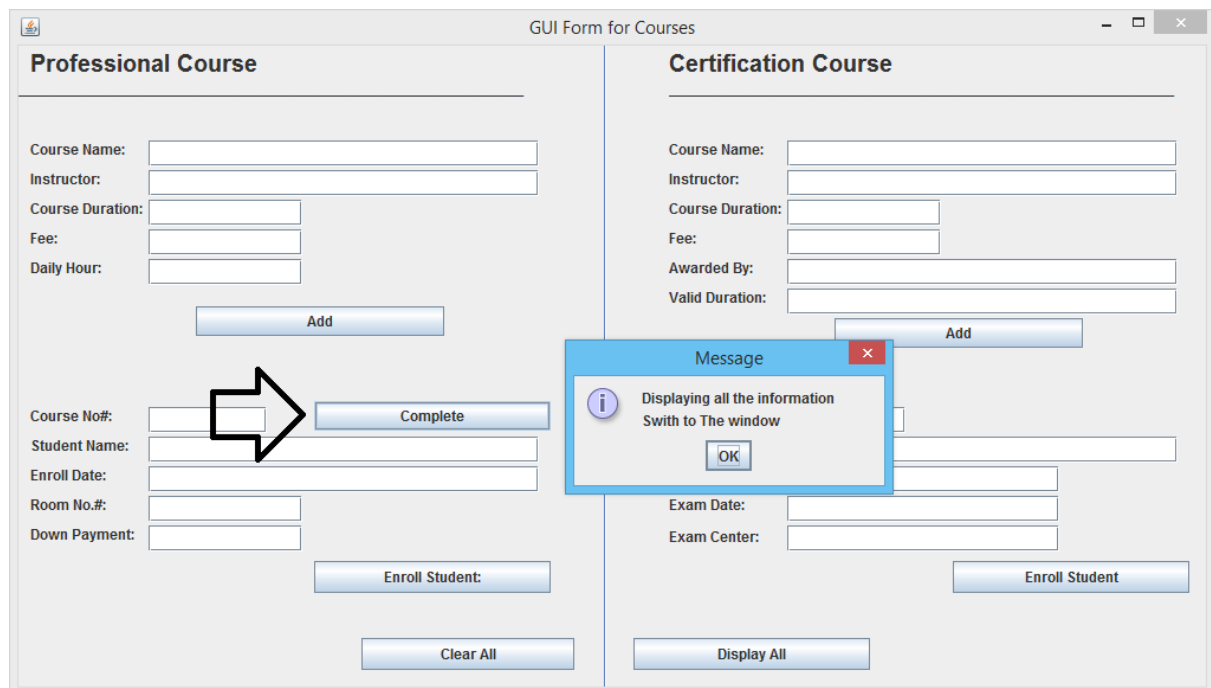 GUI Form for Courses
Professional Course
Course Name:
Instructor:
Course Duration:
Fee:
Daily Hour:
Add
Course No#:
Complete
Student Name:
Enroll Date:
Room No.#:
Down Payment:
Enroll Student:
Clear All
Certification Course
Course Name:
Instructor:
Course Duration:
Fee:
Awarded By:
Valid Duration:
Add
Message
i
Displaying all the information
Swith to The window
OK
Exam Date:
Exam Center:
Enroll Student
Display All